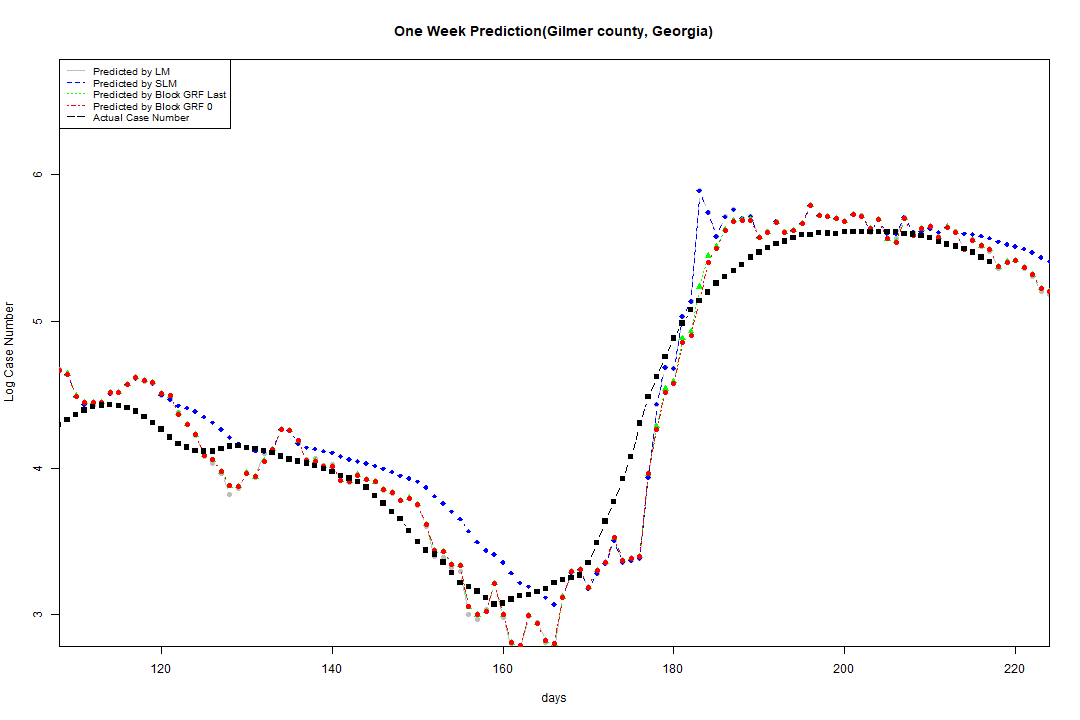 One Week Prediction(Gilmer county, Georgia)
Predicted by LM
Predicted by SLM
Predicted by Block GRF Last
Predicted by Block GRF 0
Actual Case Number
6
5
4
3
Log Case Number
120 140 160 180 200 220
days